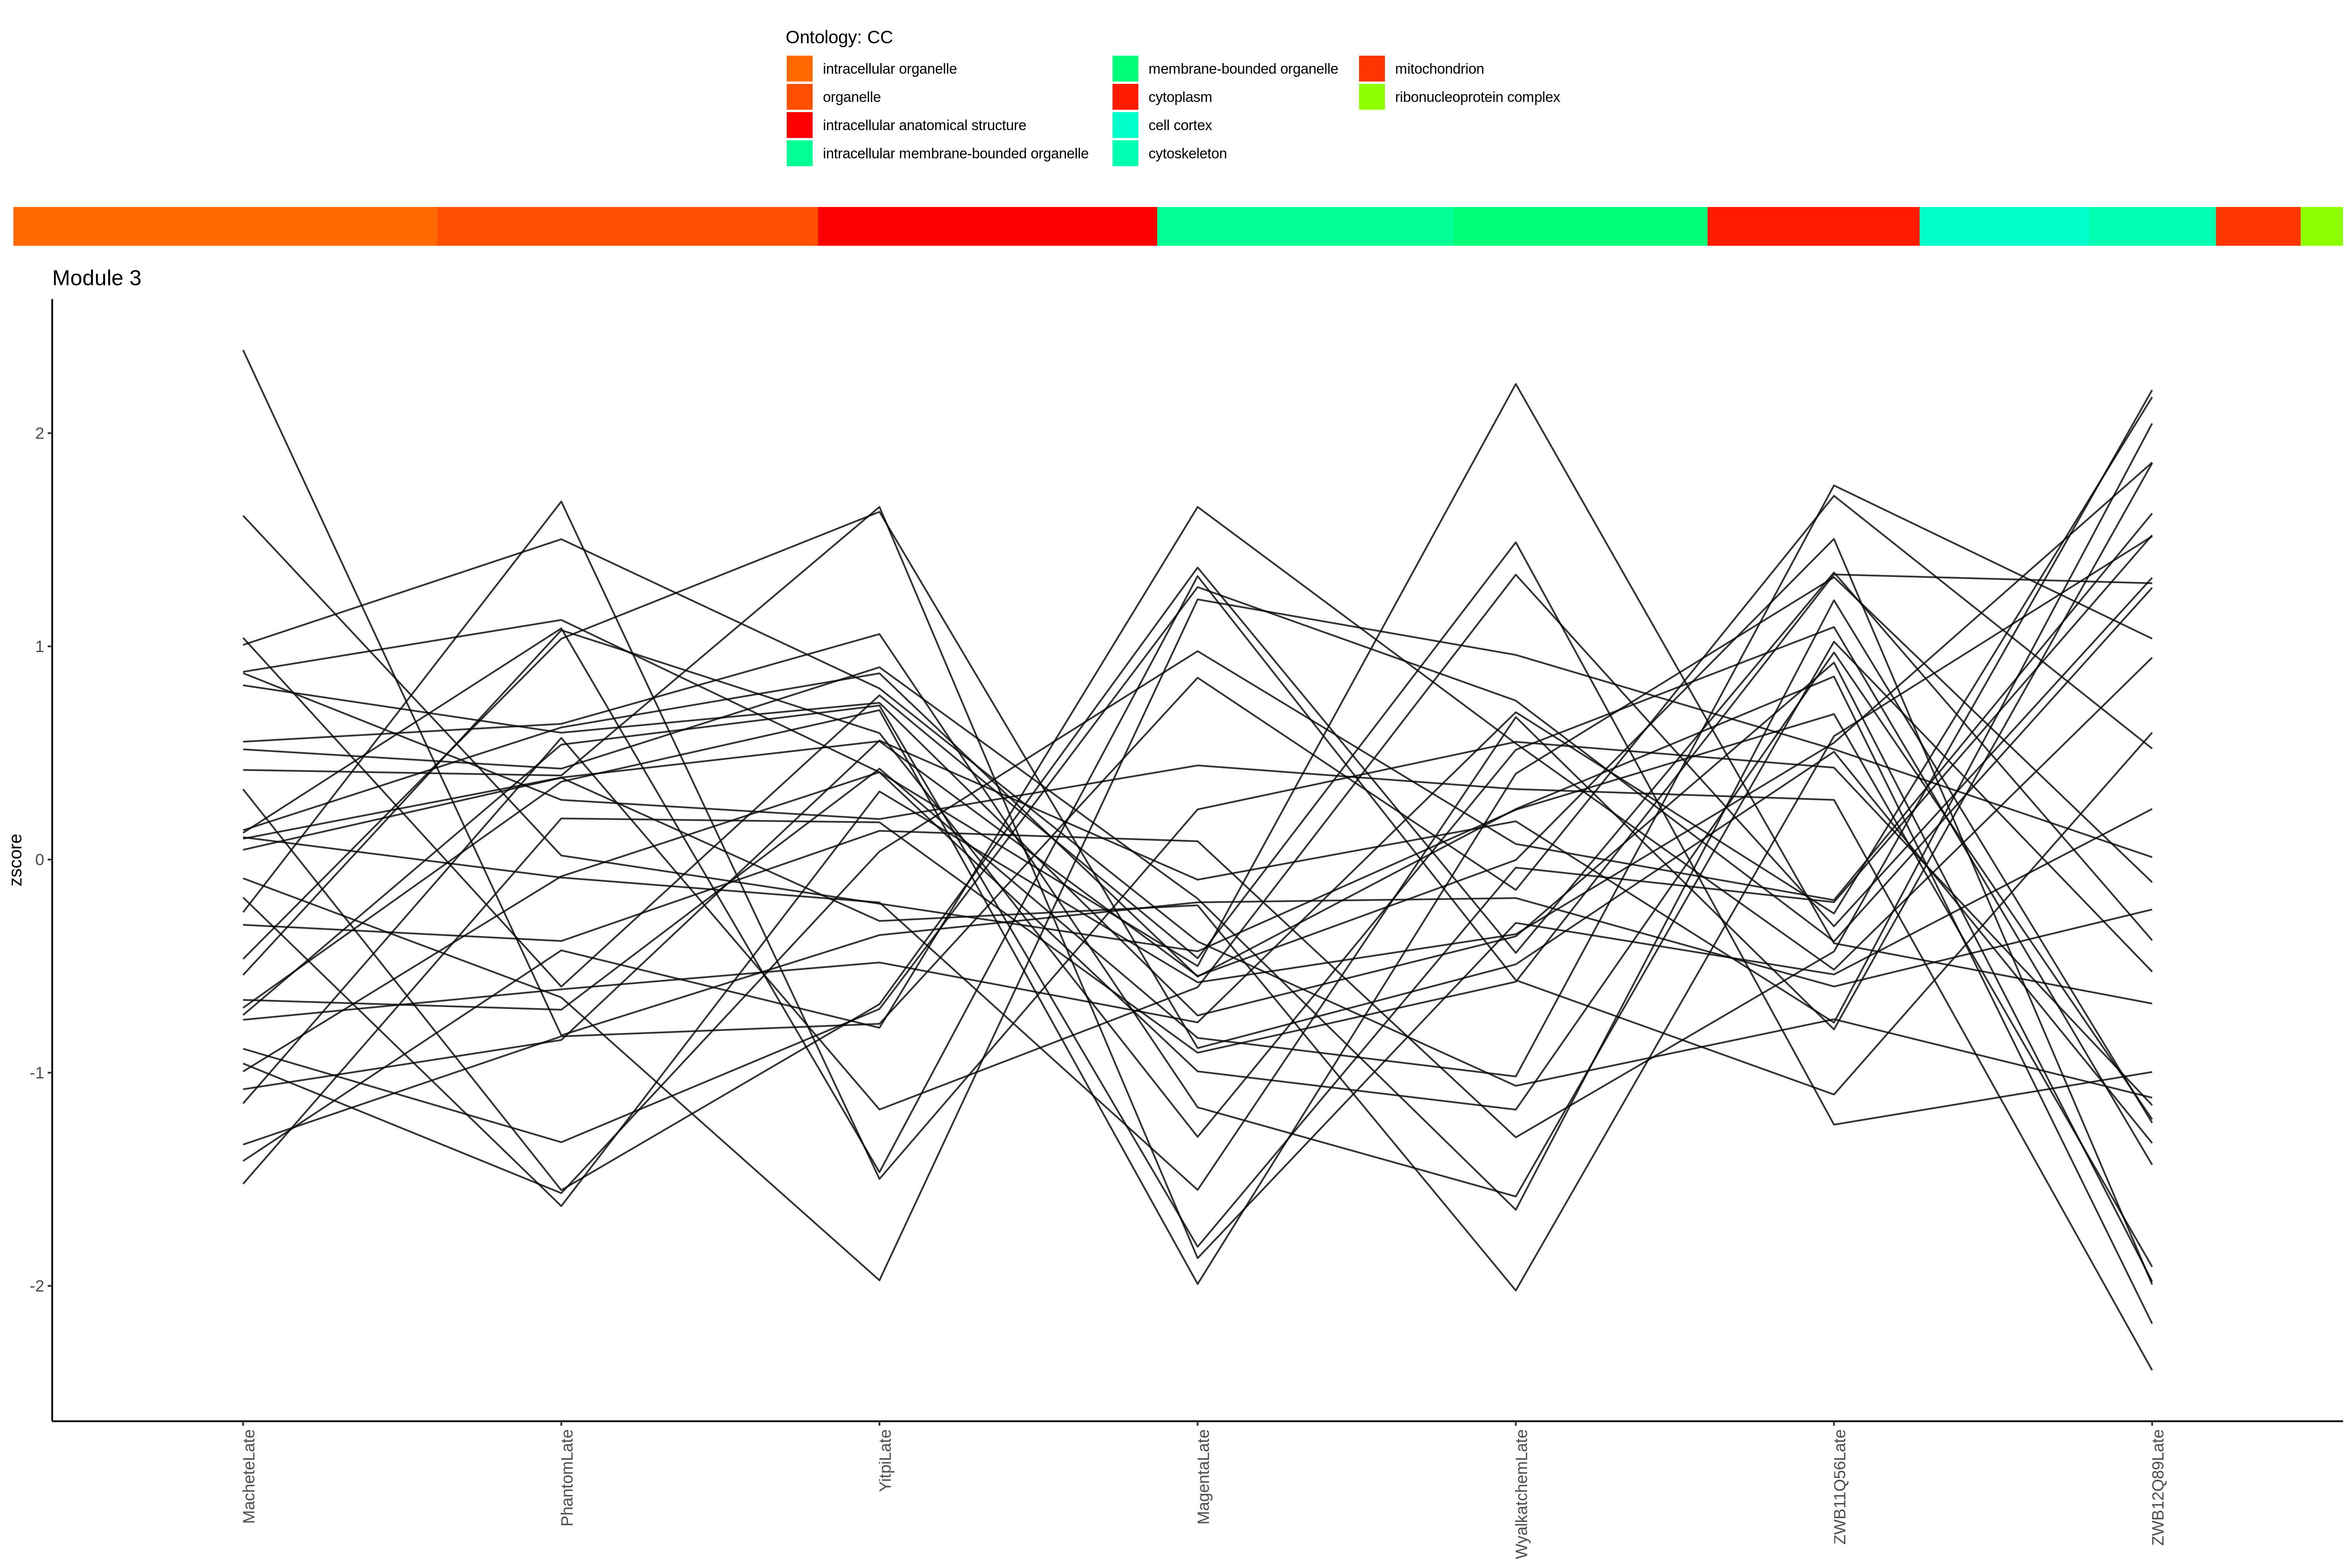 Ontology: CC
intracellular organelle
organelle
intracellular anatomical structure
intracellular membrane-bounded organelle
membrane-bounded organelle
cytoplasm
cell cortex
cytoskeleton
mitochondrion
ribonucleoprotein complex
Module 3
zscore
2
1
0
-1
-2
MacheteLate
PhantomLate
YitpiLate
MagentaLate
WyalkatchemLate
ZWB11Q56Late
ZWB12Q89Late